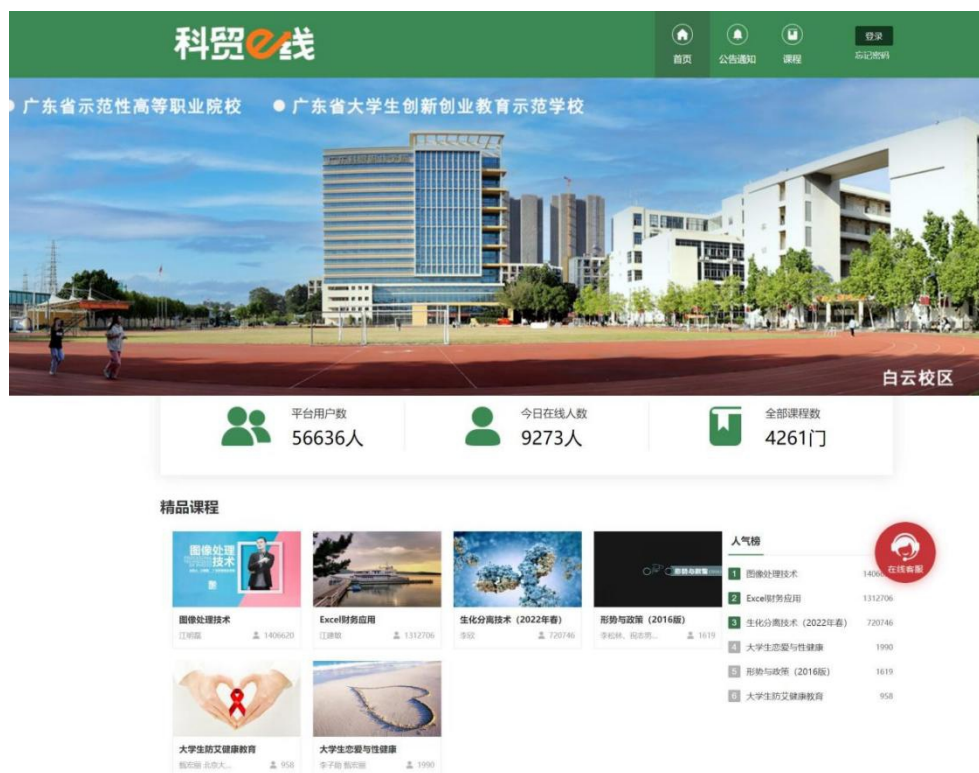 科贸e线
首页
公告通知
课程
登录
忘记密码
广东省示范性高等职业院校
广东省大学生创新创业教育示范学校
白云校区
平台用户数
56636人
今日在线人数
9273人
全部课程数
4261门
精品课程
图像处理
技术
形势与政策
图像处理技术
1406620
Excel财务应用
1312706
生化分离技术（2022年春）
李欣
720746
形势与政策（2016版）
1619
人气榜
1 图像处理技术
2 Excel财务应用 1312706
3 生化分离技术（2022年春） 720746
4 大学生恋爱与性健康 1990
5 形势与政策（2016版） 1619
6 大学生防艾健康教育 958
在线客服
大学生防艾健康教育
958
大学生恋爱与性健康
1990